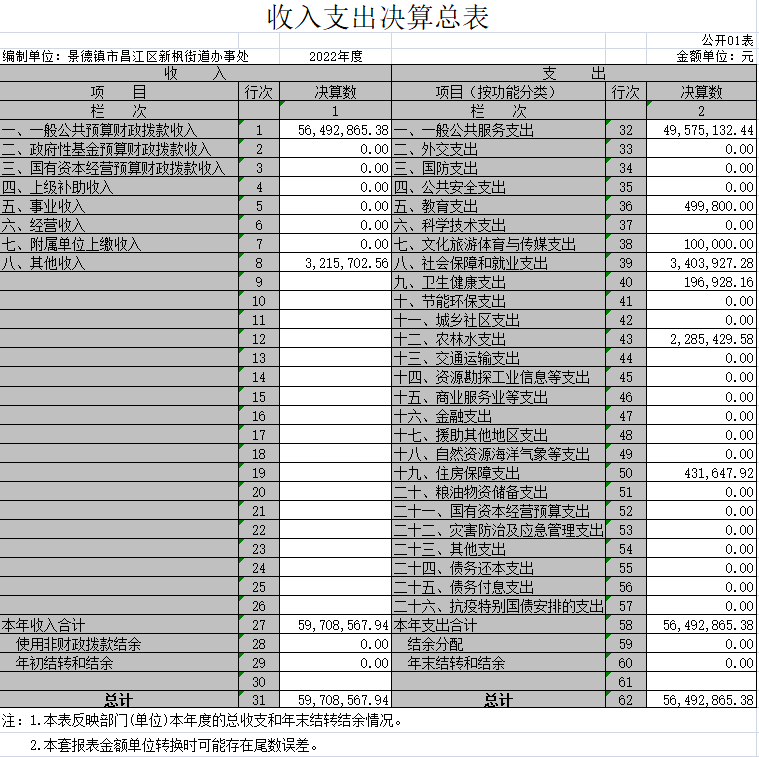 收入支出决算总表
公开01表
编制单位：景德镇市昌江区新枫街道办事处 2022年度 金额单位：元
收 入 支 出
项 目 行次 决算数 项目（按功能分类） 行次 决算数
栏 次 1 栏 次 2
一、一般公共预算财政拨款收入 1 56,492,865.38 一、一般公共服务支出 32 49,575,132.44
二、政府性基金预算财政拨款收入 2 0.00 二、外交支出 33 0.00
三、国有资本经营预算财政拨款收入 3 0.00 三、国防支出 34 0.00
四、上级补助收入 4 0.00 四、公共安全支出 35 0.00
五、事业收入 5 0.00 五、教育支出 36 499,800.00
六、经营收入 6 0.00 六、科学技术支出 37 0.00
七、附属单位上缴收入 7 0.00 七、文化旅游体育与传媒支出 38 100,000.00
八、其他收入 8 3,215,702.56 八、社会保障和就业支出 39 3,403,927.28
9 九、卫生健康支出 40 196,928.16
10 十、节能环保支出 41 0.00
11 十一、城乡社区支出 42 0.00
12 十二、农林水支出 43 2,285,429.58
13 十三、交通运输支出 44 0.00
14 十四、资源勘探工业信息等支出 45 0.00
15 十五、商业服务业等支出 46 0.00
16 十六、金融支出 47 0.00
17 十七、援助其他地区支出 48 0.00
18 十八、自然资源海洋气象等支出 49 0.00
19 十九、住房保障支出 50 431,647.92
20 二十、粮油物资储备支出 51 0.00
21 二十一、国有资本经营预算支出 52 0.00
22 二十二、灾害防治及应急管理支出 53 0.00
23 二十三、其他支出 54 0.00
24 二十四、债务还本支出 55 0.00
25 二十五、债务付息支出 56 0.00
26 二十六、抗疫特别国债安排的支出 57 0.00
本年收入合计 27 59,708,567.94 本年支出合计 58 56,492,865.38
使用非财政拨款结余 28 0.00 结余分配 59 0.00
年初结转和结余 29 0.00 年末结转和结余 60 0.00
30 61
总计 31 59,708,567.94 总计 62 56,492,865.38
注：1.本表反映部门(单位)本年度的总收支和年末结转结余情况。
2.本套报表金额单位转换时可能存在尾数误差。